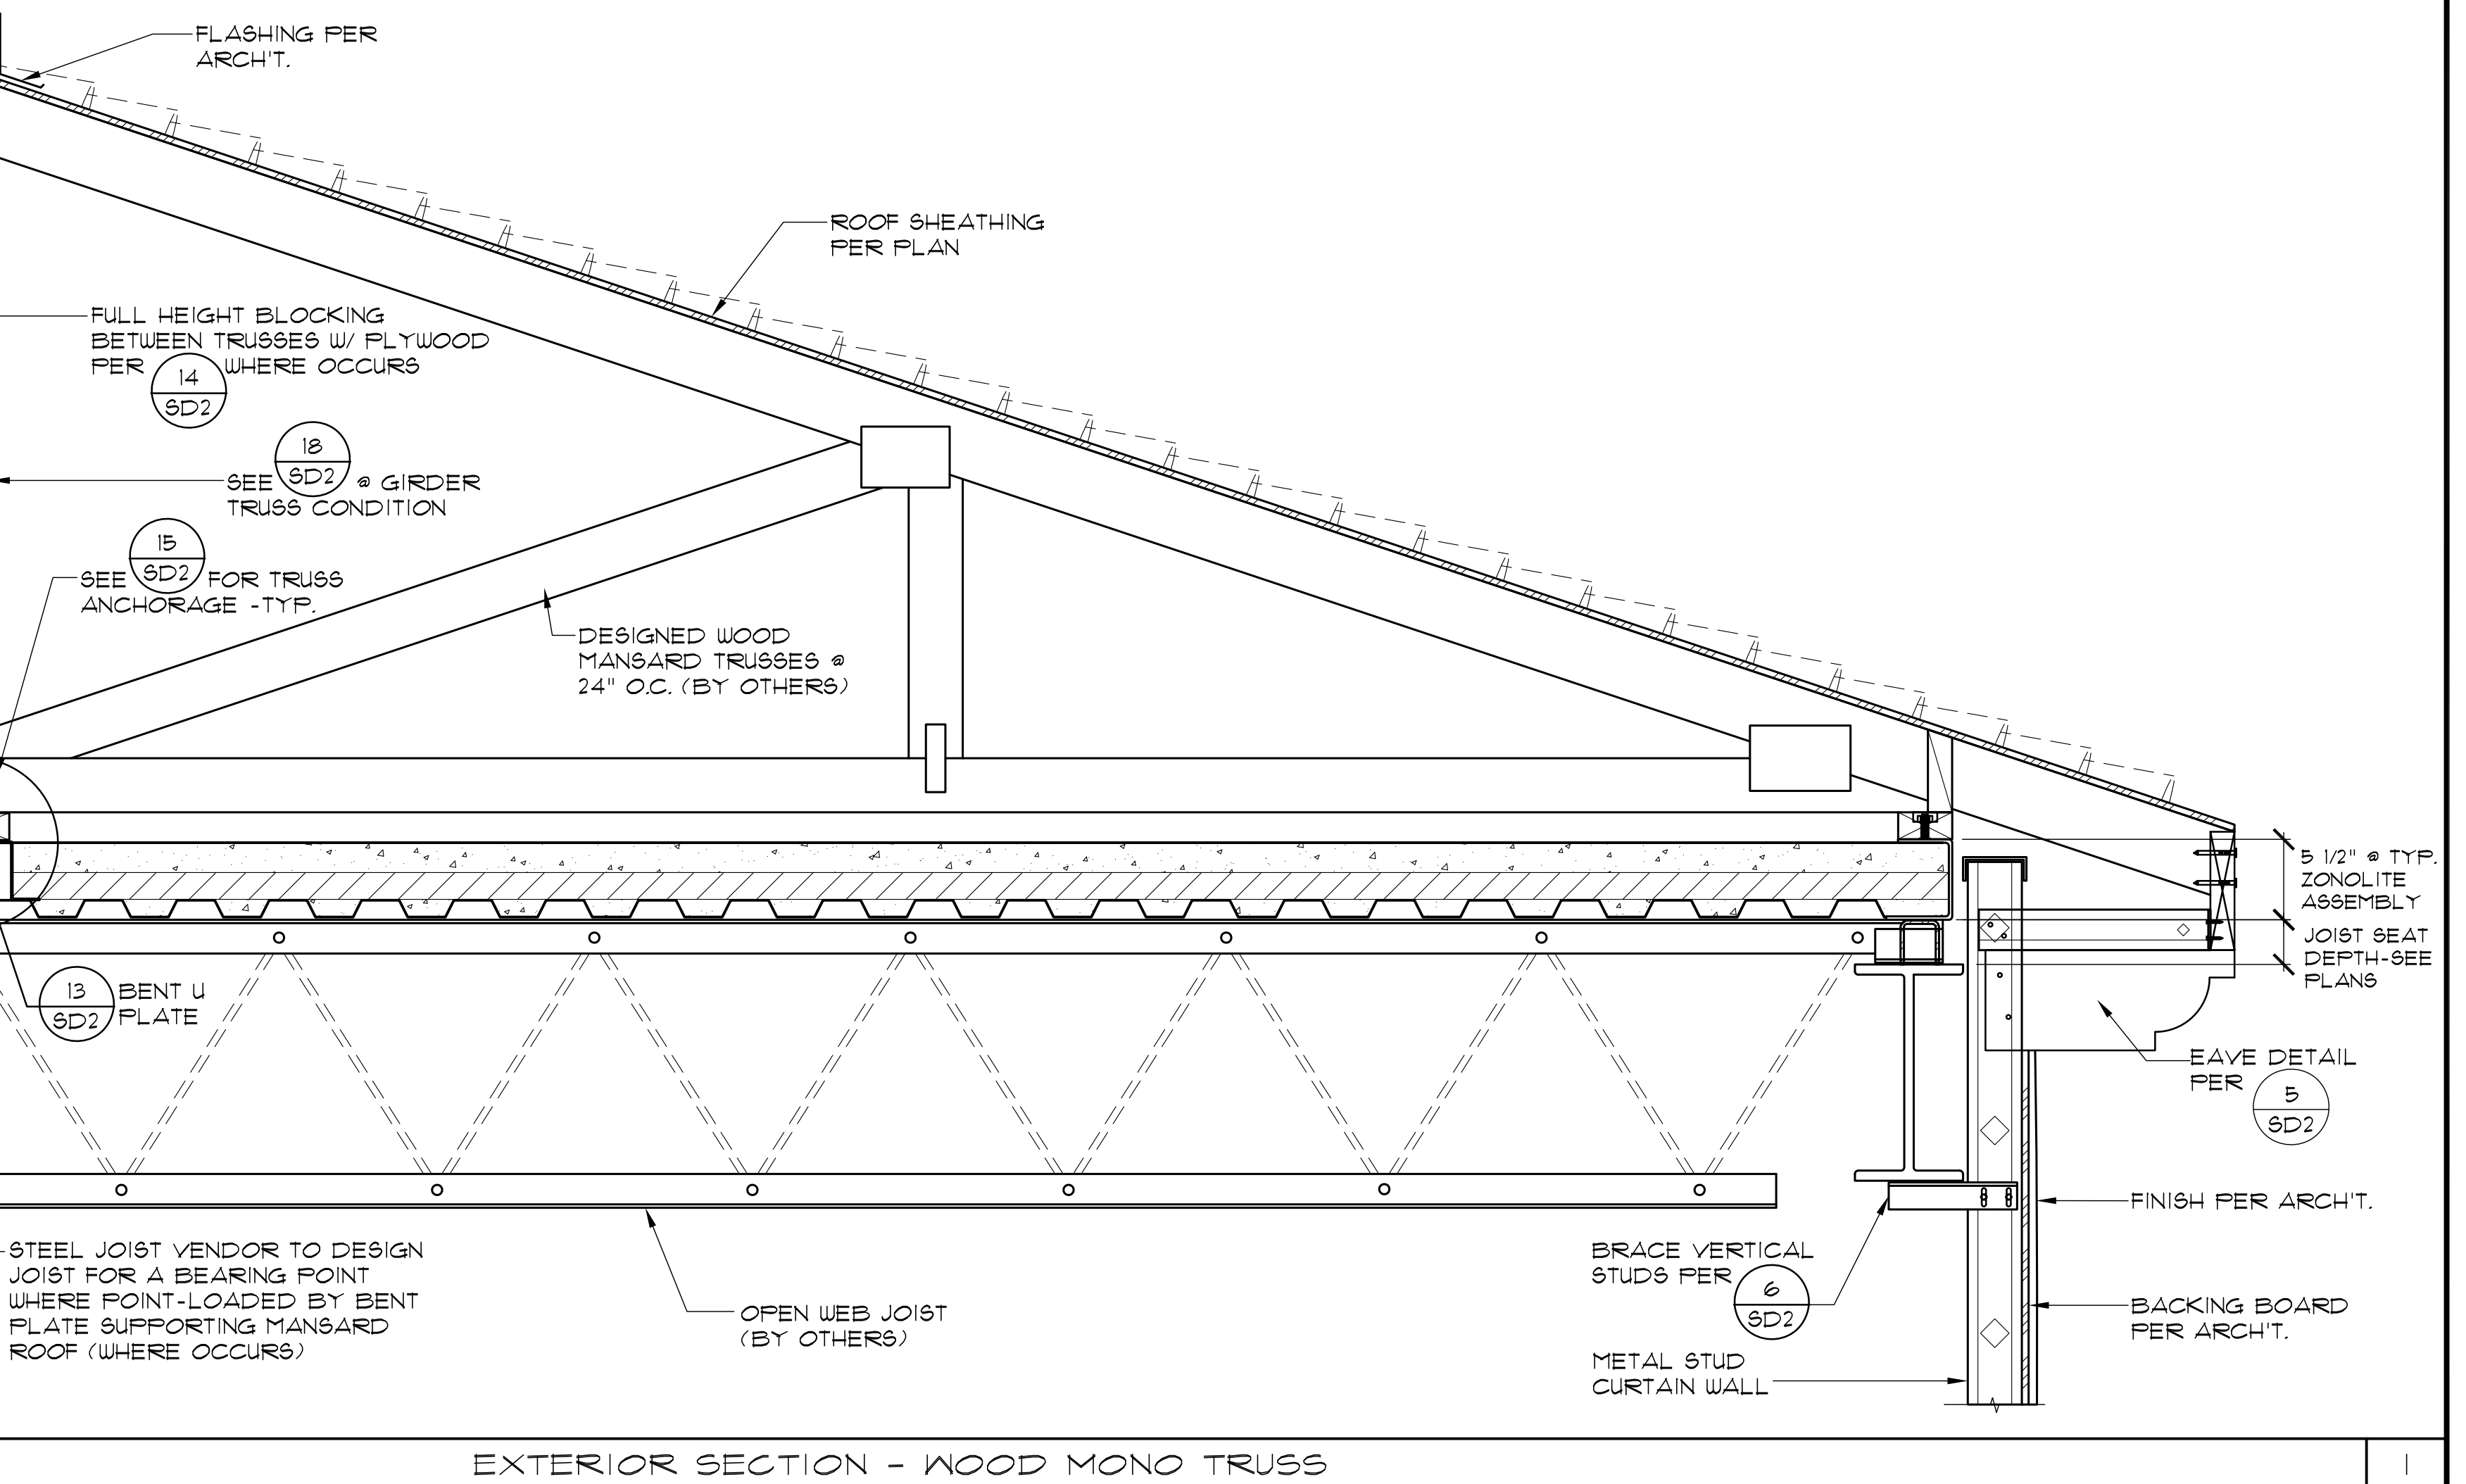 FLASHING PER
ARCH'T.
ROOF SHEATHING
PER PLAN
FULL HEIGHT BLOCKING
BETWEEN TRUSSES W/ PLYWOOD
PER 14 SD2 WHERE OCCURS
SEE 18 SD2 @ GIRDER
TRUSS CONDITION
SEE 15 SD2 FOR TRUSS
ANCHORAGE -TYP.
DESIGNED WOOD
MANSARD TRUSSES @
24" O.C. (BY OTHERS)
5 1/2" @ TYP.
ZONOLITE
ASSEMBLY
JOIST SEAT
DEPTH-SEE
PLANS
13 SD2 BENT U
PLATE
EAVE DETAIL
PER 5 SD2
FINISH PER ARCH'T.
STEEL JOIST VENDOR TO DESIGN
JOIST FOR A BEARING POINT
WHERE POINT-LOADED BY BENT
PLATE SUPPORTING MANSARD
ROOF (WHERE OCCURS)
OPEN WEB JOIST
(BY OTHERS)
BRACE VERTICAL
STUDS PER 6 SD2
BACKING BOARD
PER ARCH'T.
METAL STUD
CURTAIN WALL
EXTERIOR SECTION - WOOD MONO TRUSS
1